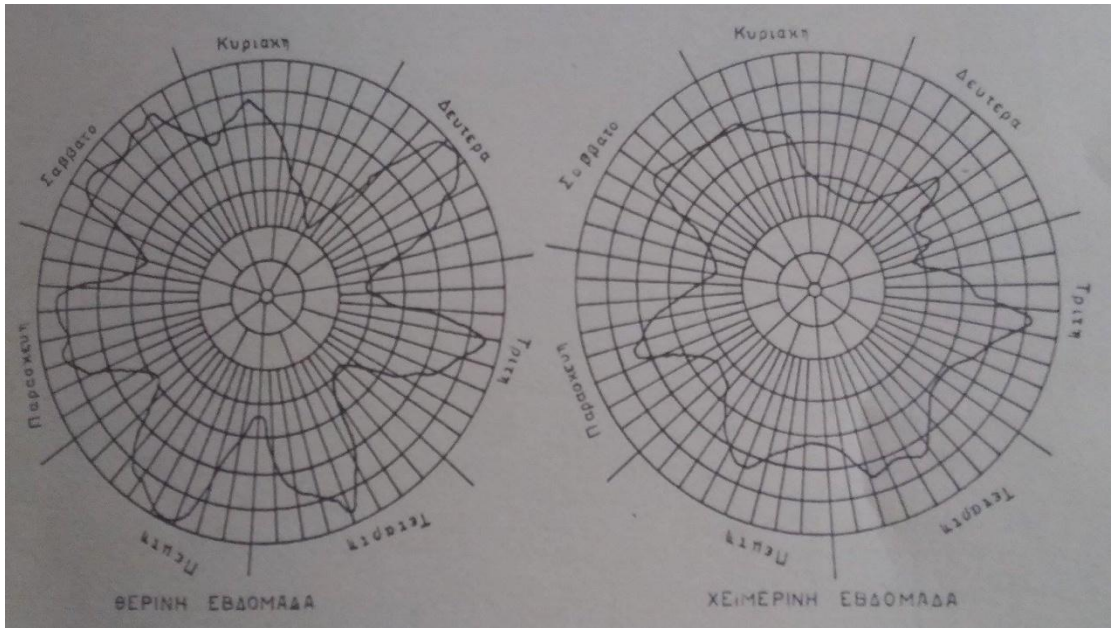 Κυριακη
Δευτερα
Τριτη
Τεταρτη
Πεμπτη
Παρασκευη
Σαββατο
ΘΕΡΙΝΗ ΕΒΔΟΜΑΔΑ
Κυριακη
Δευτερα
Τριτη
Τεταρτη
Πεμπτη
Παρασκευη
Σαββατο
ΧΕΙΜΕΡΙΝΗ ΕΒΔΟΜΑΔΑ